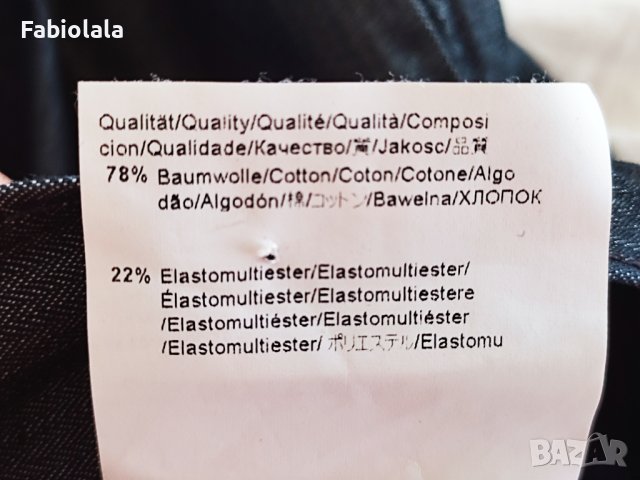 Fabiolala
Qualität/Quality/Qualité/Qualità/Composi
cion/Qualidade/Качество/質/Jakosc/品質
78% Baumwolle/Cotton/Coton/Cotone/Algo
dão/Algodón/棉/コットン/Bawelna/ХЛОПОК
22% Elastomultiester/Elastomultiester/
Élastomultiester/Elastomultiestere
/Elastomultiéster/Elastomultiéster
/Elastomultiester/ ポリエステル/Elastomu
BAZAR